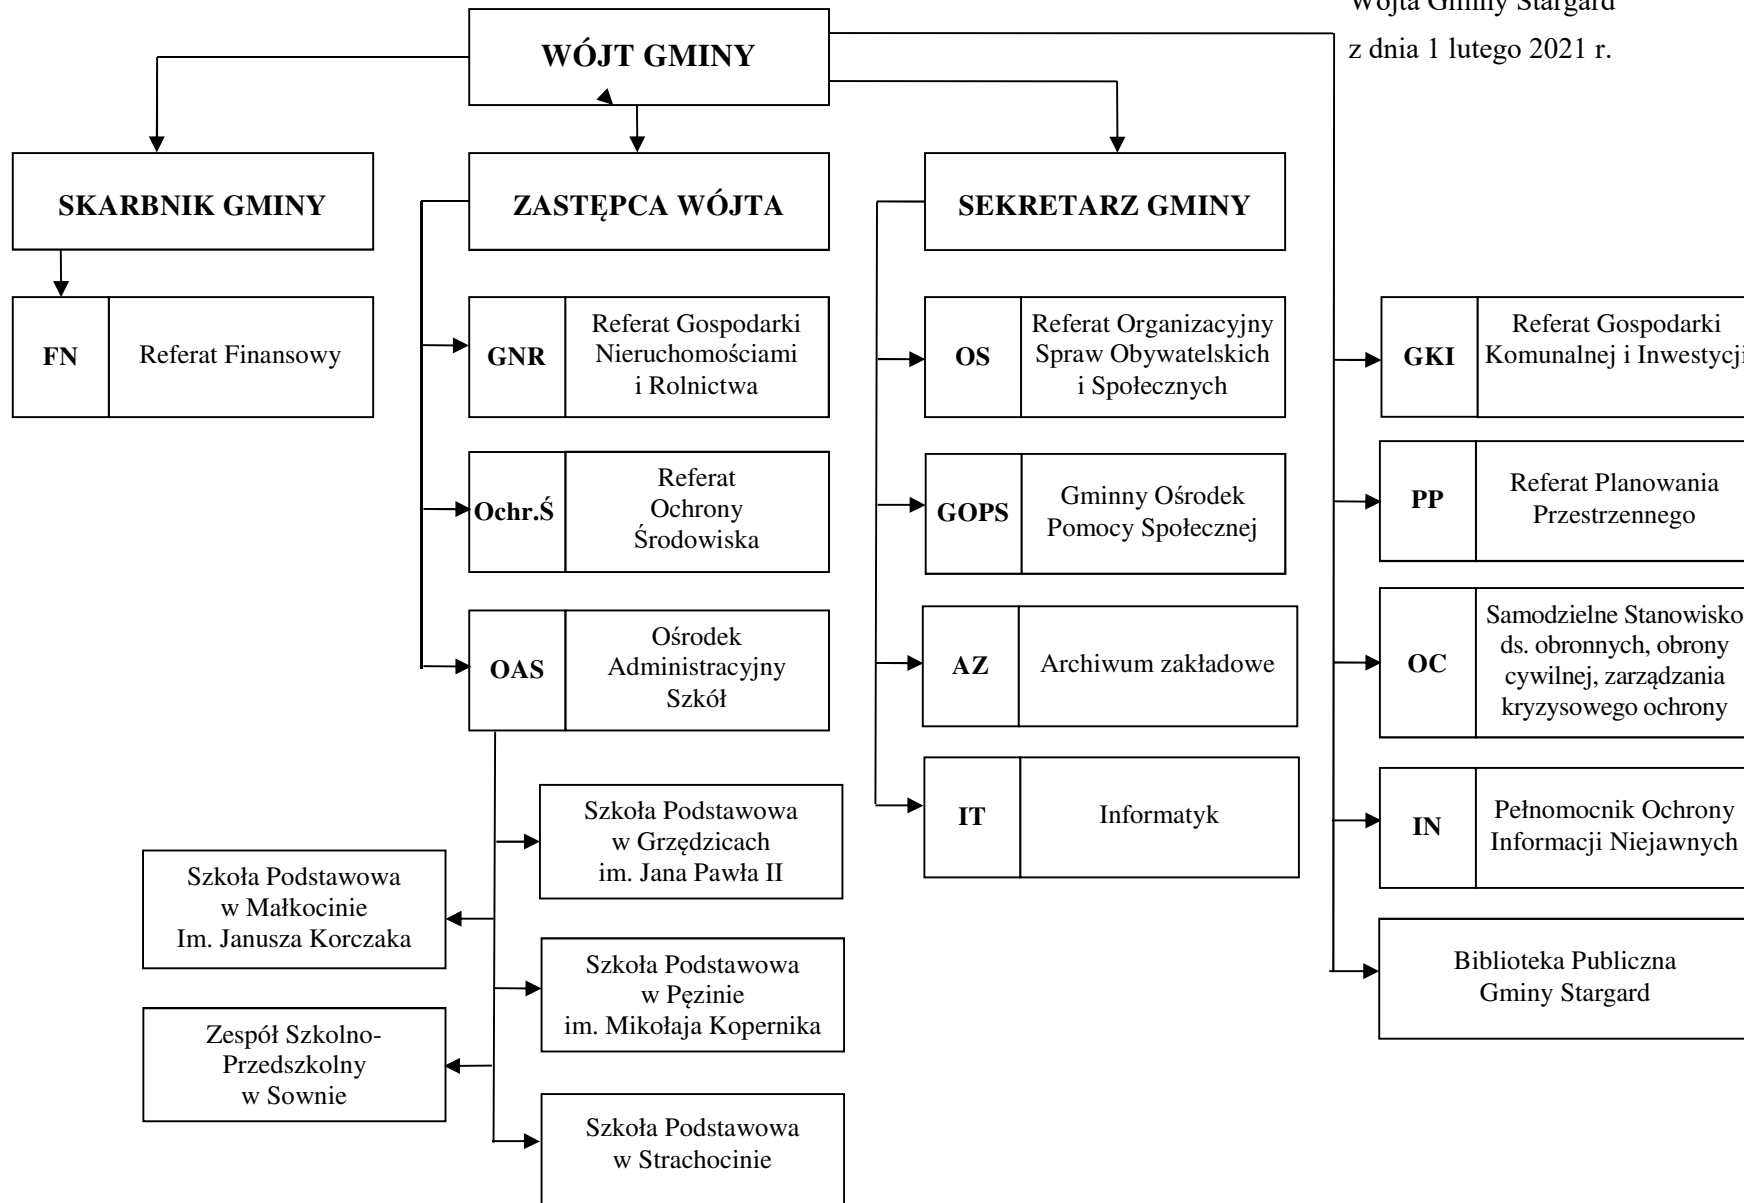 Wójta Gminy Stargard
z dnia 1 lutego 2021 r.
WÓJT GMINY
SKARBNIK GMINY
ZASTĘPCA WÓJTA
SEKRETARZ GMINY
FN
Referat Finansowy
GNR
Referat Gospodarki
Nieruchomościami
i Rolnictwa
Ochr.Ś
Referat
Ochrony
Środowiska
OAS
Ośrodek
Administracyjny
Szkół
Szkoła Podstawowa
w Grzędzicach
im. Jana Pawła II
Szkoła Podstawowa
w Małkocinie
Im. Janusza Korczaka
Szkoła Podstawowa
w Pęzinie
im. Mikołaja Kopernika
Zespół Szkolno-
Przedszkolny
w Sownie
Szkoła Podstawowa
w Strachocinie
OS
Referat Organizacyjny
Spraw Obywatelskich
i Społecznych
GOPS
Gminny Ośrodek
Pomocy Społecznej
AZ
Archiwum zakładowe
IT
Informatyk
GKI
Referat Gospodarki
Komunalnej i Inwestycji
PP
Referat Planowania
Przestrzennego
OC
Samodzielne Stanowisko
ds. obronnych, obrony
cywilnej, zarządzania
kryzysowego ochrony
IN
Pełnomocnik Ochrony
Informacji Niejawnych
Biblioteka Publiczna
Gminy Stargard